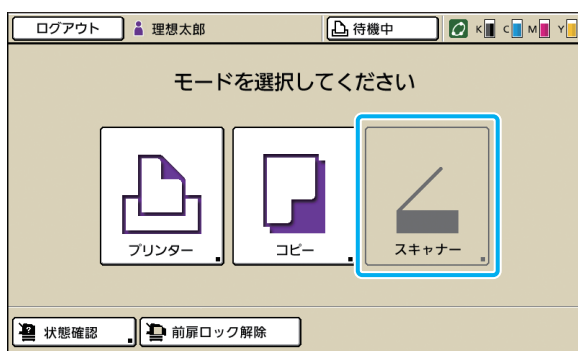 ログアウト 理想太郎 待機中 K C M Y
モードを選択してください
プリンター コピー スキャナー
状態確認 前扉ロック解除